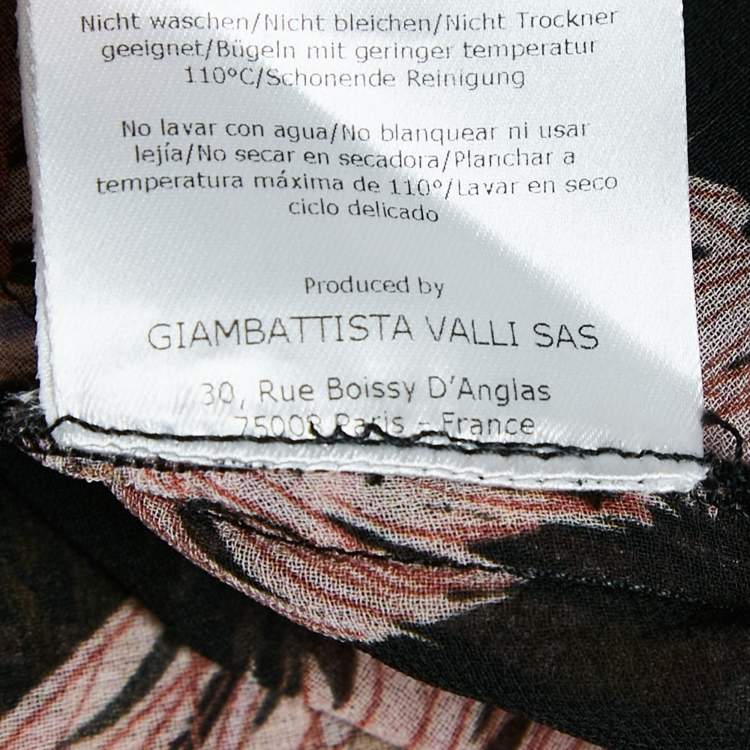 Nicht waschen/Nicht bleichen/Nicht Trockner
geeignet/Bügeln mit geringer temperatur
110°C/Schonende Reinigung
No lavar con agua/No blanquear ni usar
lejía/No secar en secadora/Planchar a
temperatura máxima de 110°/Lavar en seco
ciclo delicado
Produced by
GIAMBATTISTA VALLI SAS
30, Rue Boissy D'Anglas
75008 Paris - France